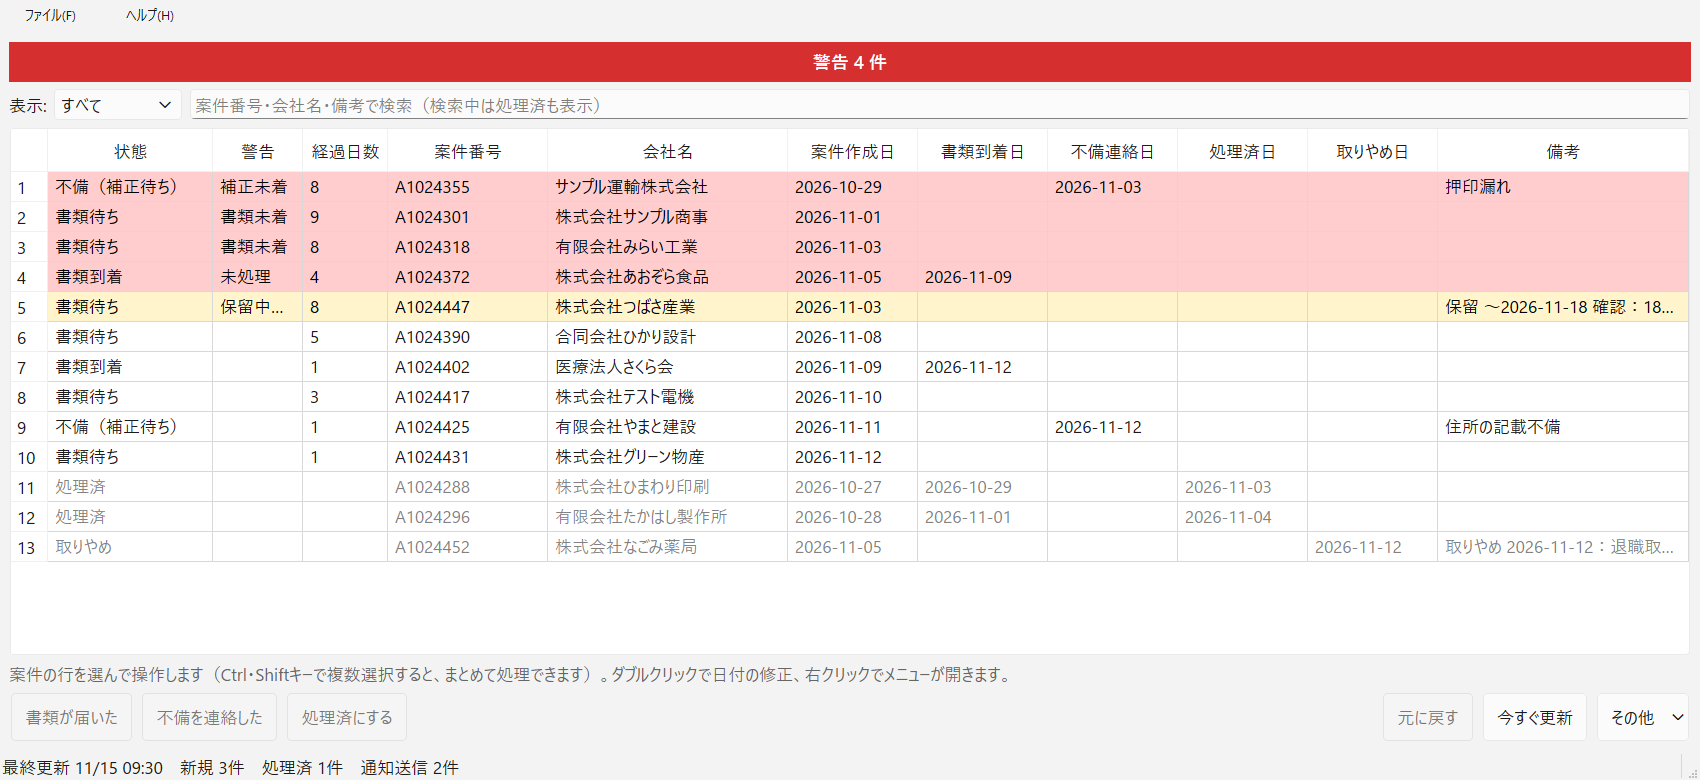 ファイル(F) ヘルプ(H)
警告 4 件
表示: すべて 案件番号・会社名・備考で検索（検索中は処理済も表示）
状態 警告 経過日数 案件番号 会社名 案件作成日 書類到着日 不備連絡日 処理済日 取りやめ日 備考
1 不備（補正待ち） 補正未着 8 A1024355 サンプル運輸株式会社 2026-10-29 2026-11-03 押印漏れ
2 書類待ち 書類未着 9 A1024301 株式会社サンプル商事 2026-11-01
3 書類待ち 書類未着 8 A1024318 有限会社みらい工業 2026-11-03
4 書類到着 未処理 4 A1024372 株式会社あおぞら食品 2026-11-05 2026-11-09
5 書類待ち 保留中... 8 A1024447 株式会社つばさ産業 2026-11-03 保留 ～2026-11-18 確認：18...
6 書類待ち 5 A1024390 合同会社ひかり設計 2026-11-08
7 書類到着 1 A1024402 医療法人さくら会 2026-11-09 2026-11-12
8 書類待ち 3 A1024417 株式会社テスト電機 2026-11-10
9 不備（補正待ち） 1 A1024425 有限会社やまと建設 2026-11-11 2026-11-12 住所の記載不備
10 書類待ち 1 A1024431 株式会社グリーン物産 2026-11-12
11 処理済 A1024288 株式会社ひまわり印刷 2026-10-27 2026-10-29 2026-11-03
12 処理済 A1024296 有限会社たかはし製作所 2026-10-28 2026-11-01 2026-11-04
13 取りやめ A1024452 株式会社なごみ薬局 2026-11-05 2026-11-12 取りやめ 2026-11-12：退職取...
案件の行を選んで操作します（Ctrl・Shiftキーで複数選択すると、まとめて処理できます）。ダブルクリックで日付の修正、右クリックでメニューが開きます。
書類が届いた 不備を連絡した 処理済にする 元に戻す 今すぐ更新 その他
最終更新 11/15 09:30 新規 3件 処理済 1件 通知送信 2件